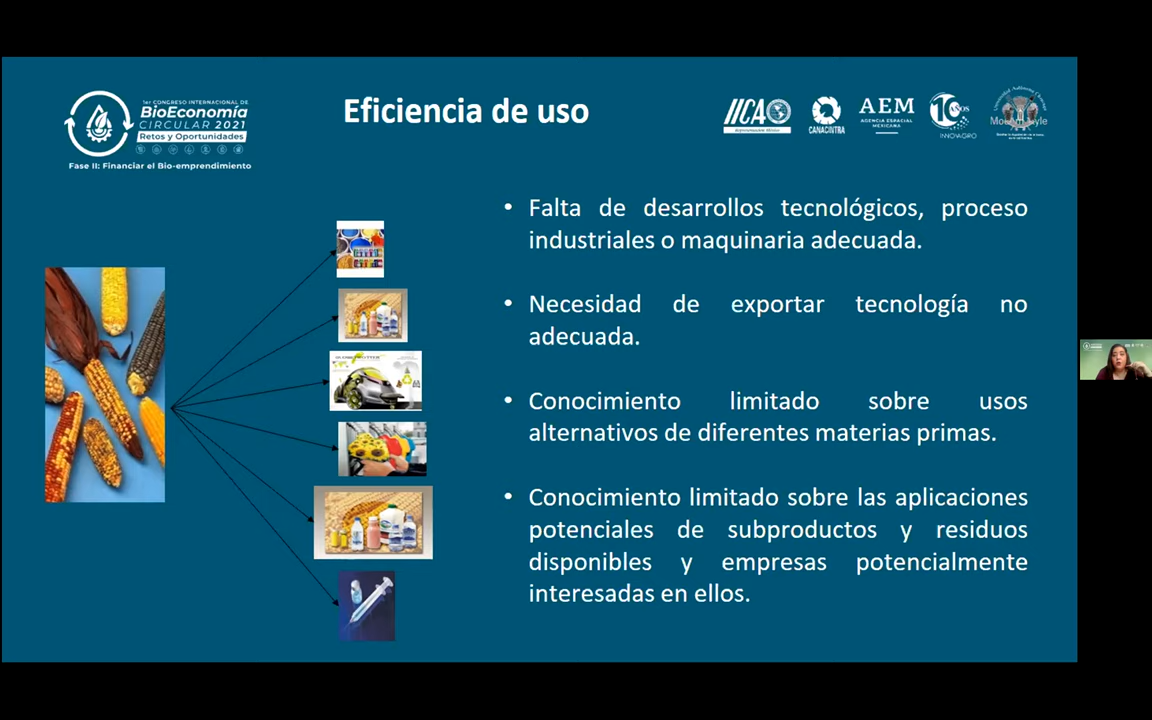 1er CONGRESO INTERNACIONAL DE
BioEconomía
CIRCULAR 2021
Retos y Oportunidades
Fase II: Financiar el Bio-emprendimiento
Eficiencia de uso
IICA
CANACINTRA
AEM
AGENCIA ESPACIAL
MEXICANA
10 AÑOS
INNOVAGRO
• Falta de desarrollos tecnológicos, proceso
industriales o maquinaria adecuada.
• Necesidad de exportar tecnología no
adecuada.
• Conocimiento limitado sobre usos
alternativos de diferentes materias primas.
• Conocimiento limitado sobre las aplicaciones
potenciales de subproductos y residuos
disponibles y empresas potencialmente
interesadas en ellos.